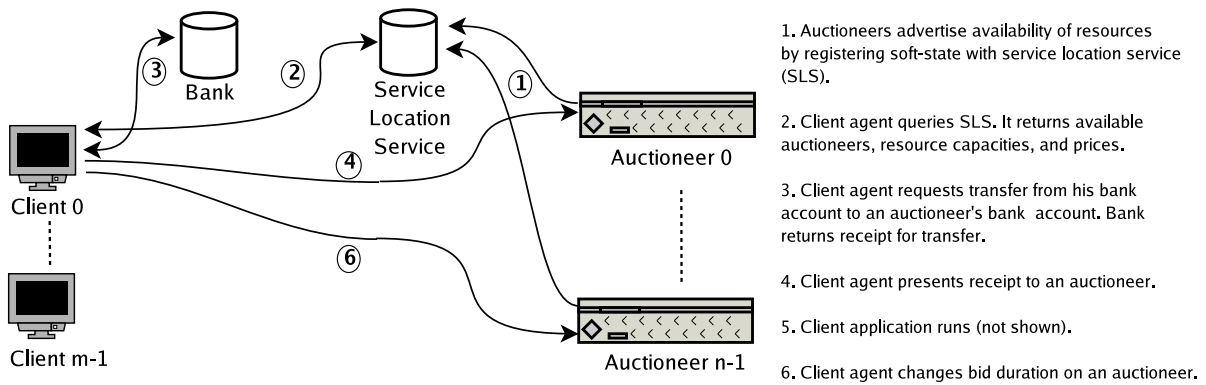 Bank
Service
Location
Service
Client 0
Client m-1
Auctioneer 0
Auctioneer n-1
3
2
1
4
6
1. Auctioneers advertise availability of resources
by registering soft-state with service location service
(SLS).
2. Client agent queries SLS. It returns available
auctioneers, resource capacities, and prices.
3. Client agent requests transfer from his bank
account to an auctioneer's bank account. Bank
returns receipt for transfer.
4. Client agent presents receipt to an auctioneer.
5. Client application runs (not shown).
6. Client agent changes bid duration on an auctioneer.